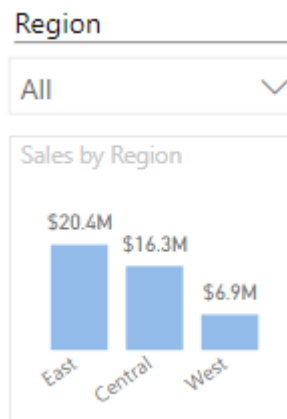 Region
All
Sales by Region
$20.4M
$16.3M
$6.9M
East
Central
West